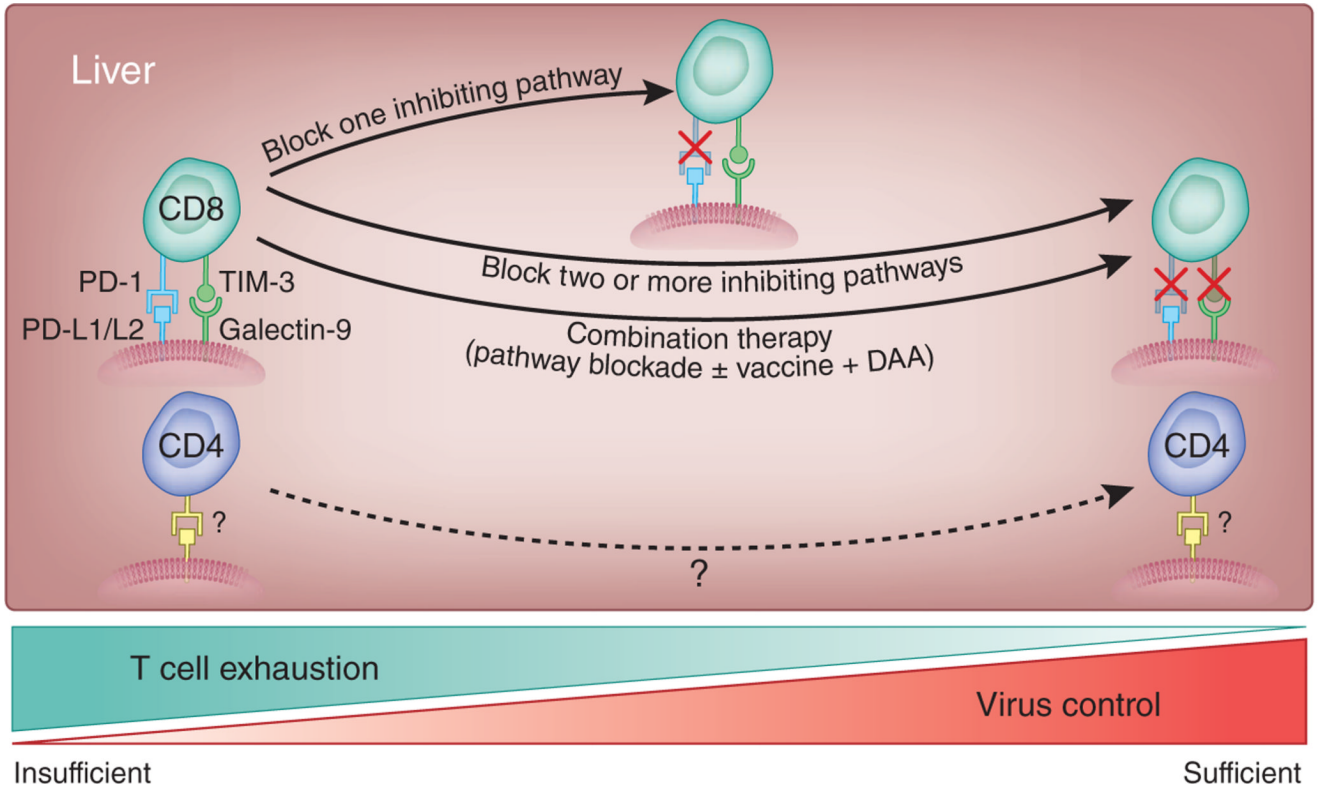 Liver
Block one inhibiting pathway
CD8
PD-1
TIM-3
PD-L1/L2
Galectin-9
Block two or more inhibiting pathways
Combination therapy
(pathway blockade ± vaccine + DAA)
CD4
?
CD4
?
?
T cell exhaustion
Virus control
Insufficient
Sufficient